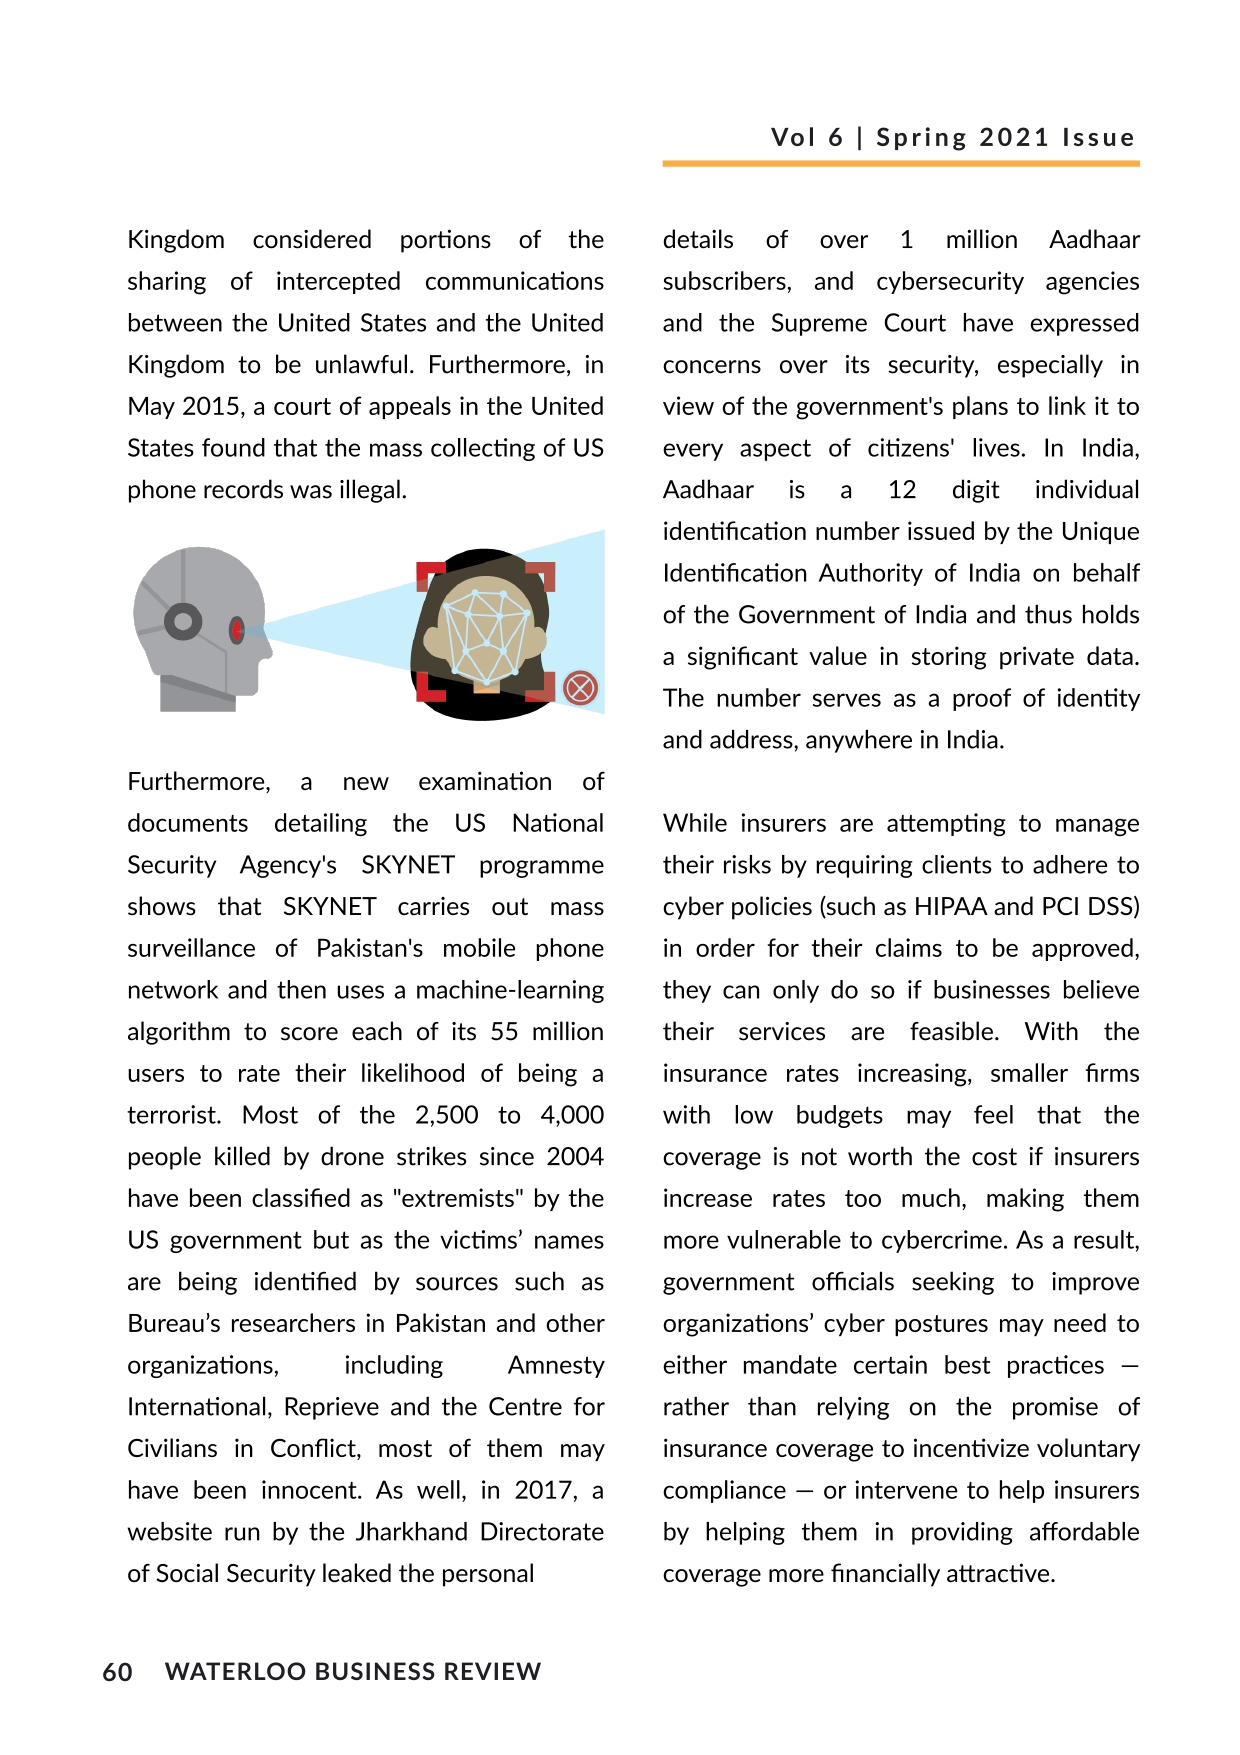 Vol 6 | Spring 2021 Issue
Kingdom considered portions of the
sharing of intercepted communications
between the United States and the United
Kingdom to be unlawful. Furthermore, in
May 2015, a court of appeals in the United
States found that the mass collecting of US
phone records was illegal.
Furthermore, a new examination of
documents detailing the US National
Security Agency's SKYNET programme
shows that SKYNET carries out mass
surveillance of Pakistan's mobile phone
network and then uses a machine-learning
algorithm to score each of its 55 million
users to rate their likelihood of being a
terrorist. Most of the 2,500 to 4,000
people killed by drone strikes since 2004
have been classified as "extremists" by the
US government but as the victims’ names
are being identified by sources such as
Bureau’s researchers in Pakistan and other
organizations, including Amnesty
International, Reprieve and the Centre for
Civilians in Conflict, most of them may
have been innocent. As well, in 2017, a
website run by the Jharkhand Directorate
of Social Security leaked the personal
details of over 1 million Aadhaar
subscribers, and cybersecurity agencies
and the Supreme Court have expressed
concerns over its security, especially in
view of the government's plans to link it to
every aspect of citizens' lives. In India,
Aadhaar is a 12 digit individual
identification number issued by the Unique
Identification Authority of India on behalf
of the Government of India and thus holds
a significant value in storing private data.
The number serves as a proof of identity
and address, anywhere in India.
While insurers are attempting to manage
their risks by requiring clients to adhere to
cyber policies (such as HIPAA and PCI DSS)
in order for their claims to be approved,
they can only do so if businesses believe
their services are feasible. With the
insurance rates increasing, smaller firms
with low budgets may feel that the
coverage is not worth the cost if insurers
increase rates too much, making them
more vulnerable to cybercrime. As a result,
government officials seeking to improve
organizations’ cyber postures may need to
either mandate certain best practices —
rather than relying on the promise of
insurance coverage to incentivize voluntary
compliance — or intervene to help insurers
by helping them in providing affordable
coverage more financially attractive.
60 WATERLOO BUSINESS REVIEW